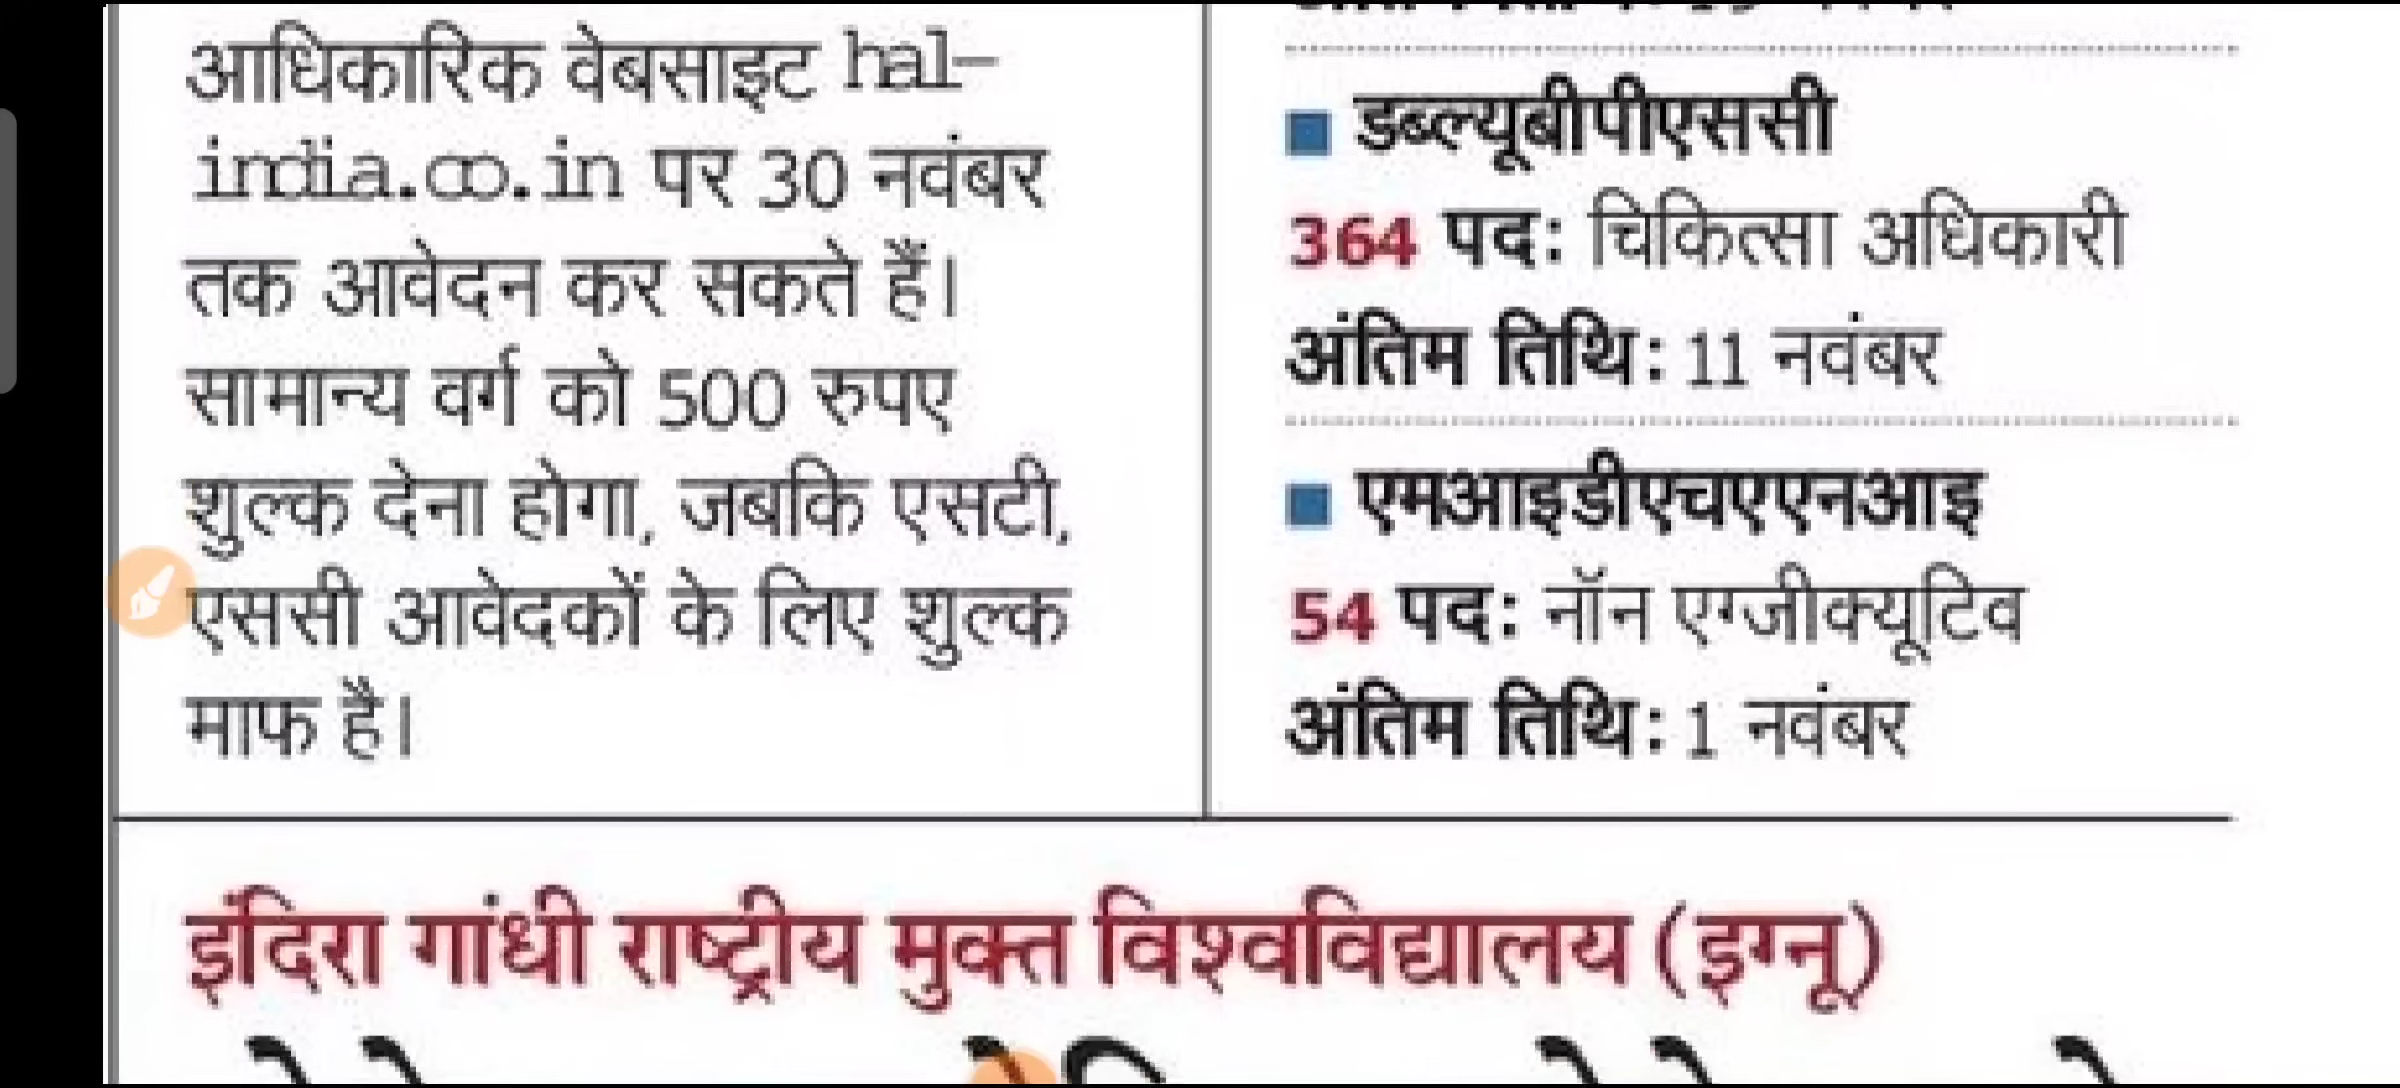 आधिकारिक वेबसाइट hal-
india.co.in पर 30 नवंबर
तक आवेदन कर सकते हैं।
सामान्य वर्ग को 500 रुपए
शुल्क देना होगा, जबकि एसटी,
एससी आवेदकों के लिए शुल्क
माफ है।
डब्ल्यूबीपीएससी
364 पद: चिकित्सा अधिकारी
अंतिम तिथि: 11 नवंबर
एमआइडीएचएएनआइ
54 पद: नॉन एग्जीक्यूटिव
अंतिम तिथि: 1 नवंबर
इंदिरा गांधी राष्ट्रीय मुक्त विश्वविद्यालय (इग्नू)